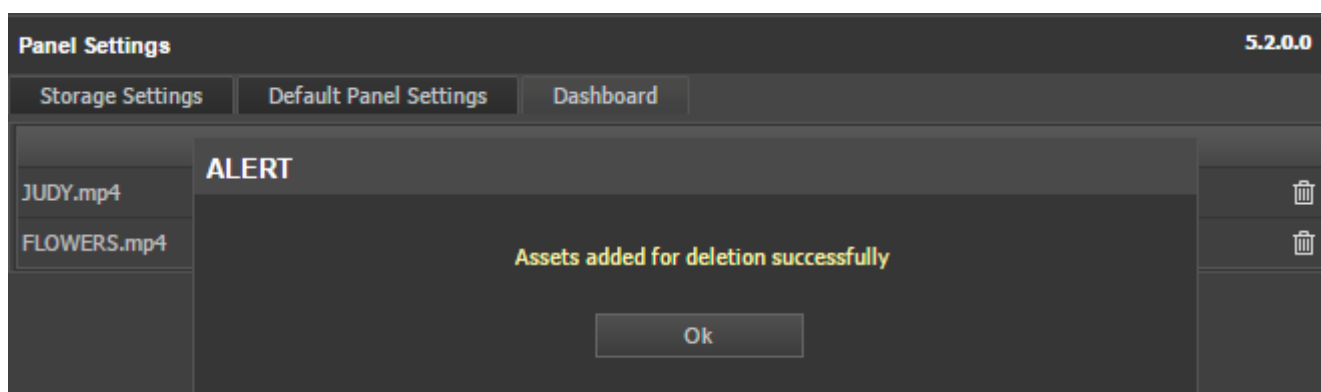 Panel Settings 5.2.0.0
Storage Settings Default Panel Settings Dashboard
ALERT
JUDY.mp4
FLOWERS.mp4
Assets added for deletion successfully
Ok